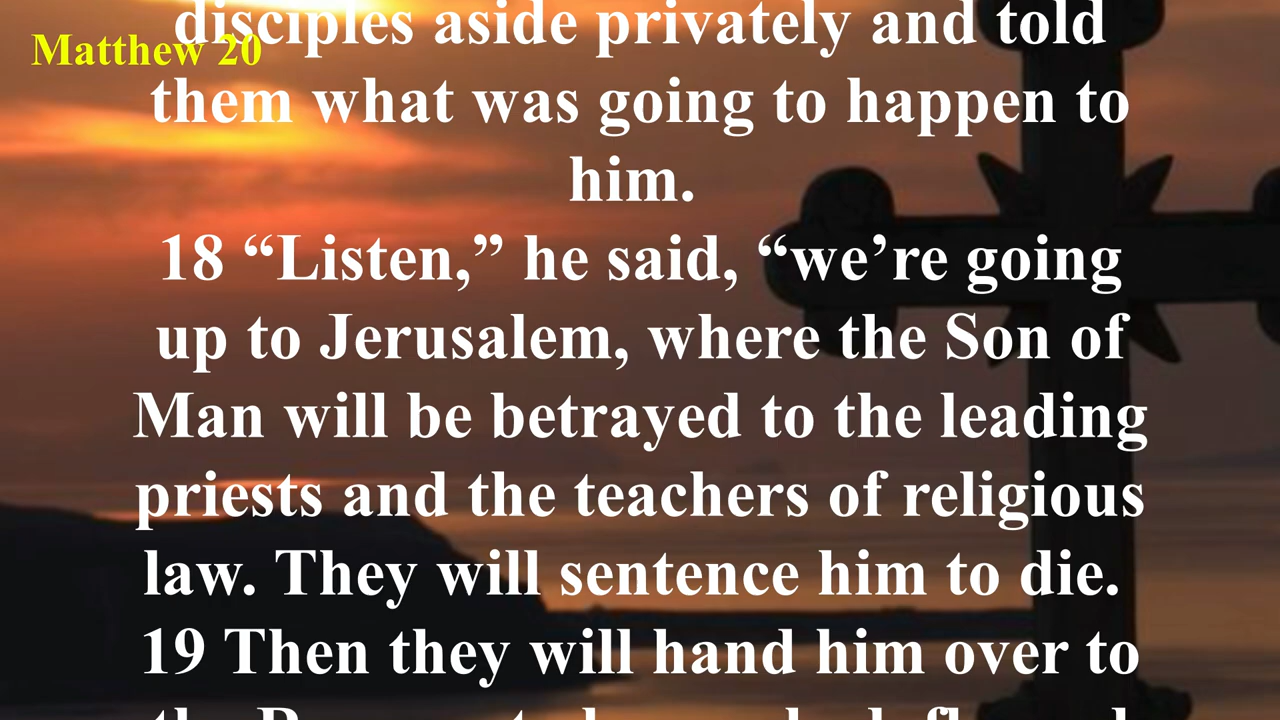 disciples aside privately and told
Matthew 20
them what was going to happen to
him.
18 “Listen,” he said, “we’re going
up to Jerusalem, where the Son of
Man will be betrayed to the leading
priests and the teachers of religious
law. They will sentence him to die.
19 Then they will hand him over to